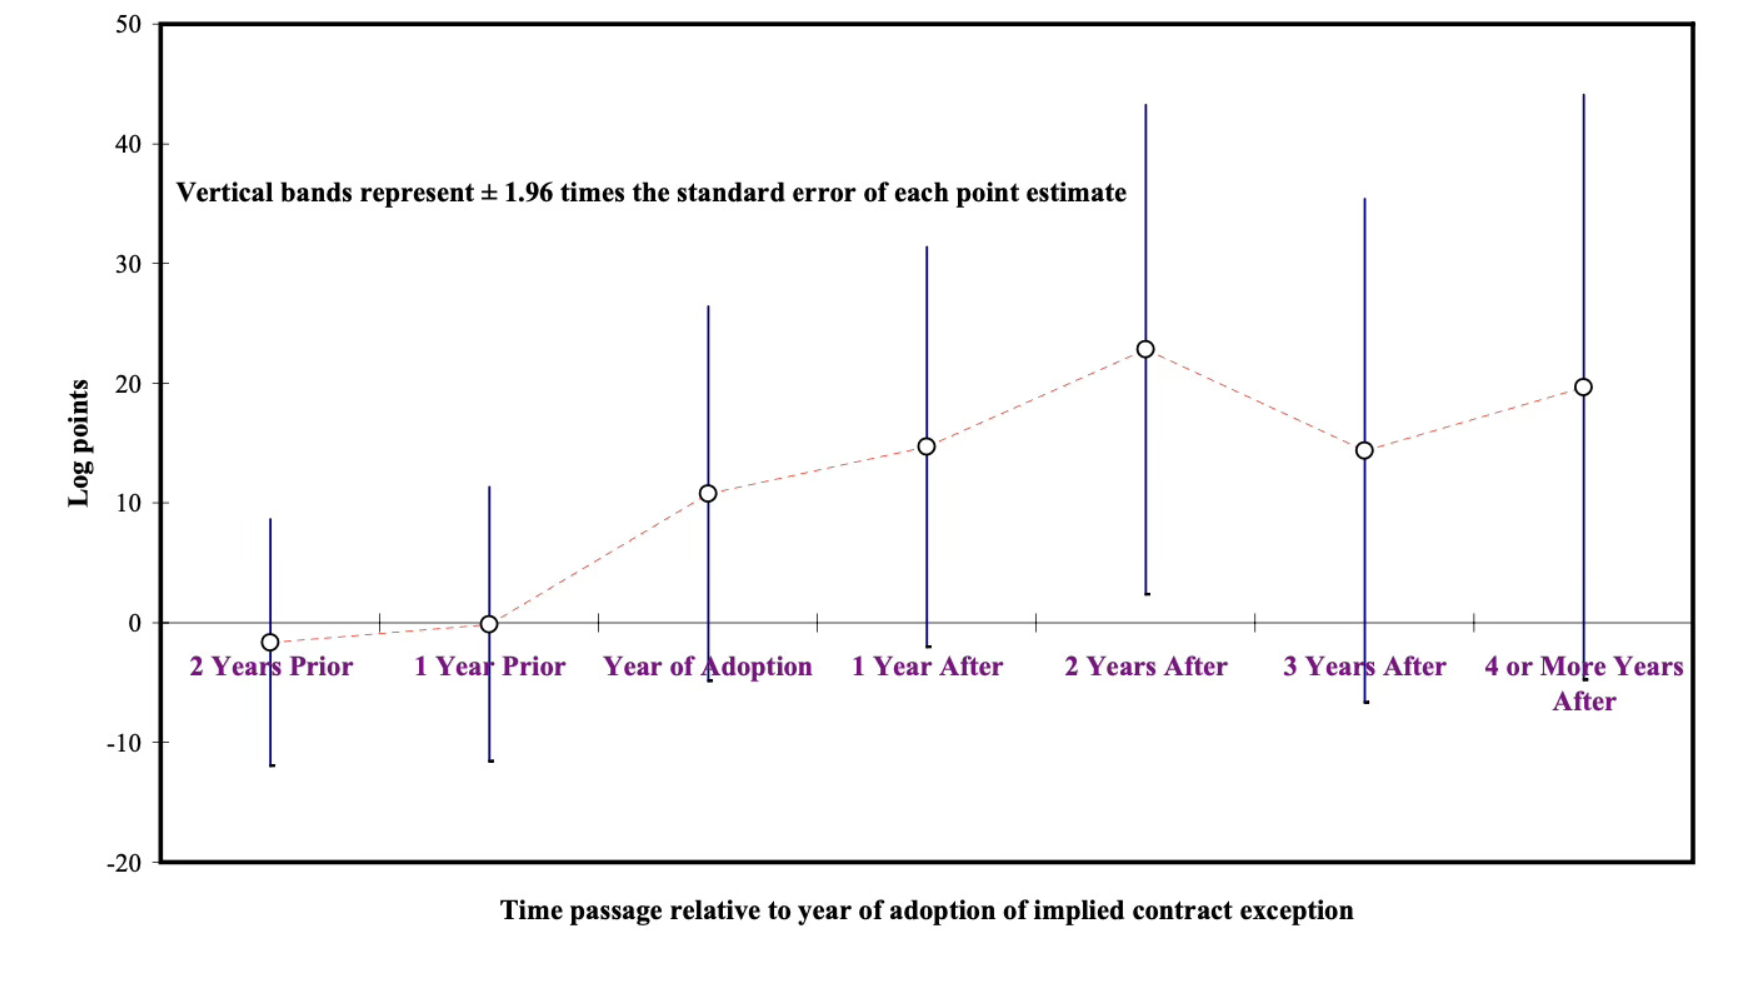 50
40
Vertical bands represent ± 1.96 times the standard error of each point estimate
30
20
Log points
10
0
2 Years Prior
1 Year Prior
Year of Adoption
1 Year After
2 Years After
3 Years After
4 or More Years
After
-10
-20
Time passage relative to year of adoption of implied contract exception